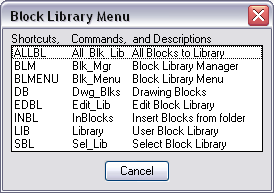 Block Library Menu
Shortcuts, Commands, and Descriptions
ALLBL All_Blk_Lib All Blocks to Library
BLM Blk_Mgr Block Library Manager
BLMENU Blk_Menu Block Library Menu
DB Dwg_Blks Drawing Blocks
EDBL Edit_Lib Edit Block Library
INBL InBlocks Insert Blocks from folder
LIB Library User Block Library
SBL Sel_Lib Select Block Library
Cancel